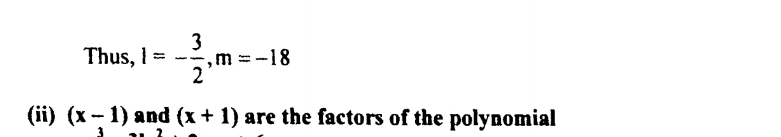 Thus, l = -3/2, m = -18
(ii) (x – 1) and (x + 1) are the factors of the polynomial